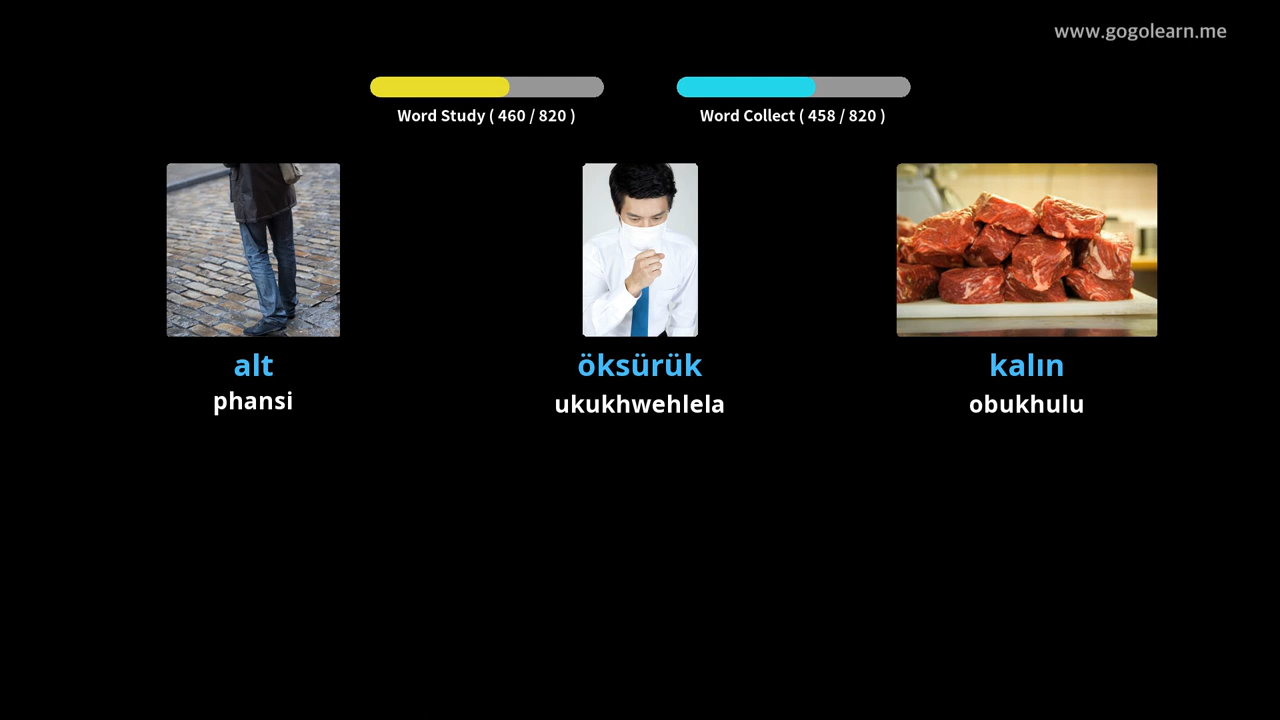 www.gogolearn.me
Word Study ( 460 / 820 )
Word Collect ( 458 / 820 )
alt
phansi
öksürük
ukukhwehlela
kalın
obukhulu